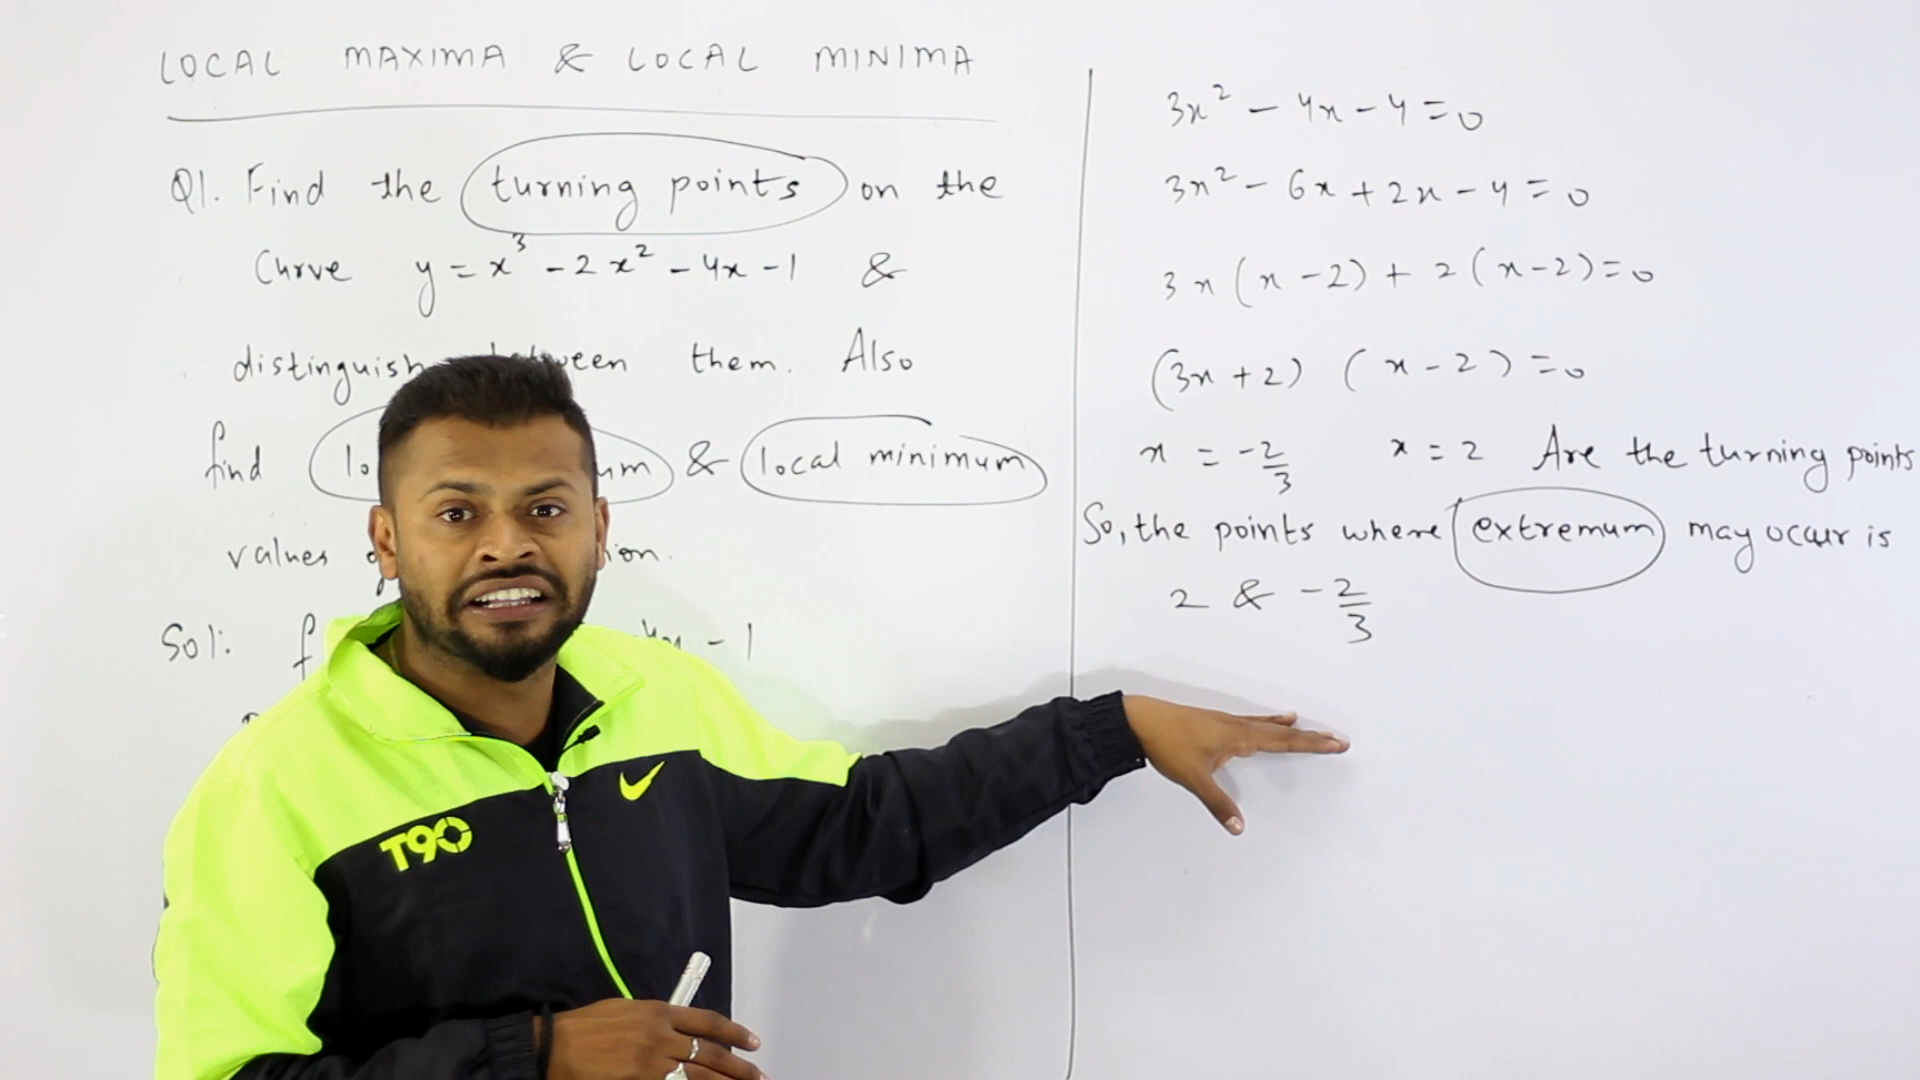 LOCAL MAXIMA & LOCAL MINIMA
Q1. Find the turning points on the
Curve y = x³ - 2x² - 4x - 1 &
distinguish between them. Also
find & local minimum
values
Sol: f - 1
T90
3x² - 4x - 4 = 0
3x² - 6x + 2x - 4 = 0
3x (x - 2) + 2 (x - 2) = 0
(3x + 2) (x - 2) = 0
x = -2/3 x = 2 Are the turning points
So, the points where extremum may occur is
2 & -2/3